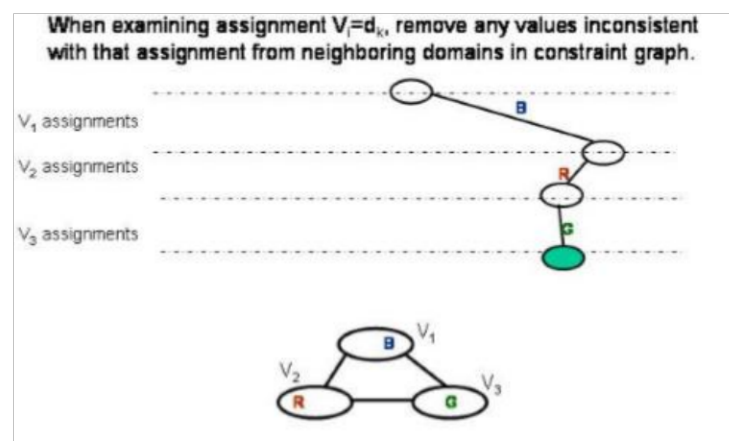 When examining assignment Vᵢ=dₖ, remove any values inconsistent
with that assignment from neighboring domains in constraint graph.
B
V₁ assignments
V₂ assignments
R
V₃ assignments
G
B V₁
V₂
R G V₃